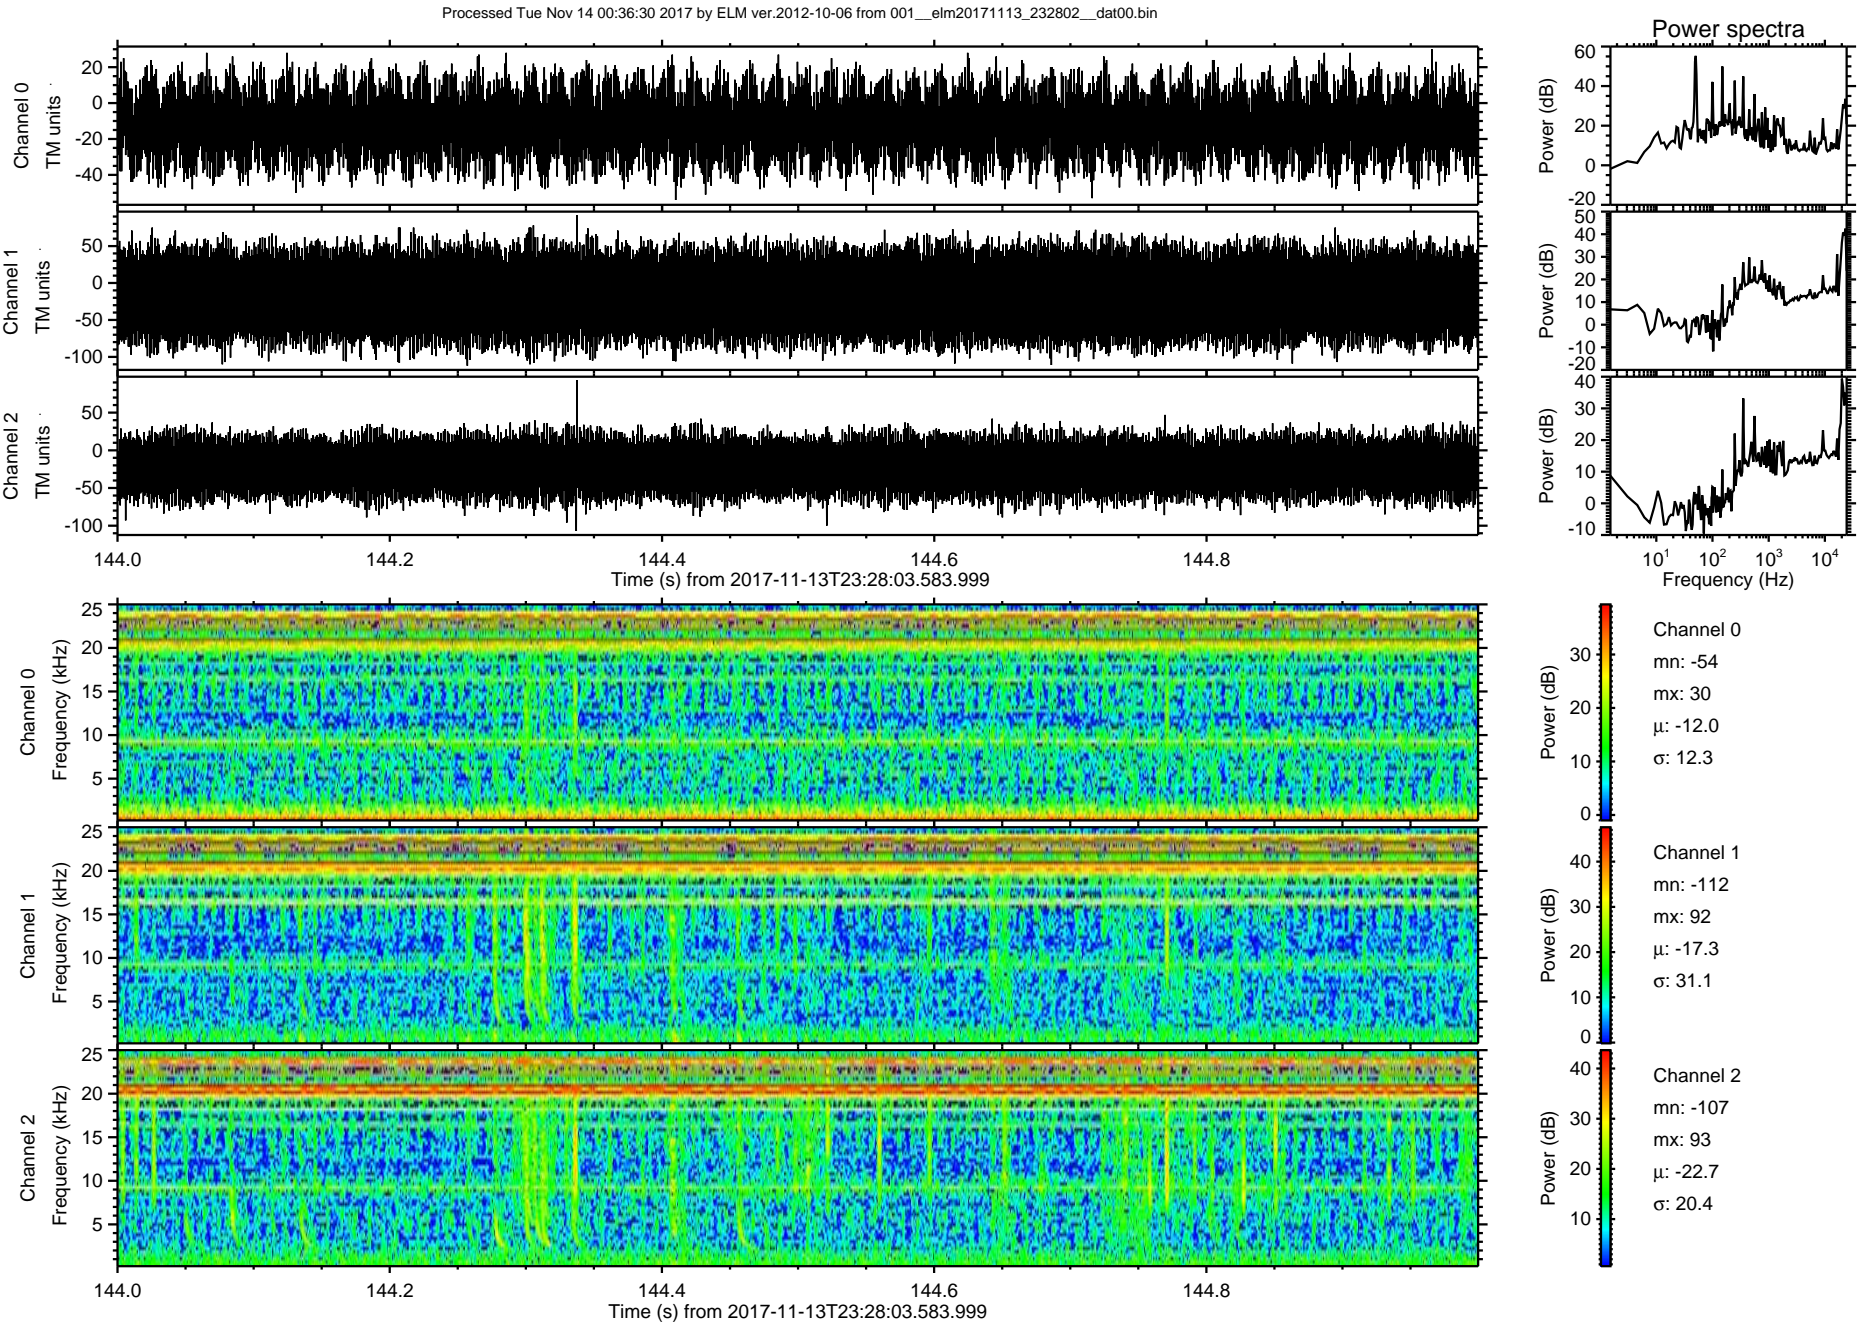 Processed Tue Nov 14 00:36:30 2017 by ELM ver.2012-10-06 from 001__elm20171113_232802__dat00.bin
Power spectra
Channel 0
TM units
20
0
-20
-40
Power (dB)
60
40
20
0
-20
Channel 1
TM units
50
0
-50
-100
Power (dB)
50
40
30
20
10
0
-10
-20
Channel 2
TM units
50
0
-50
-100
Power (dB)
40
30
20
10
0
-10
144.0 144.2 144.4 144.6 144.8
Time (s) from 2017-11-13T23:28:03.583.999
10^1 10^2 10^3 10^4
Frequency (Hz)
Channel 0
Frequency (kHz)
25
20
15
10
5
Power (dB)
30
20
10
0
Channel 0
mn: -54
mx: 30
μ: -12.0
σ: 12.3
Channel 1
Frequency (kHz)
25
20
15
10
5
Power (dB)
40
30
20
10
0
Channel 1
mn: -112
mx: 92
μ: -17.3
σ: 31.1
Channel 2
Frequency (kHz)
25
20
15
10
5
Power (dB)
40
30
20
10
Channel 2
mn: -107
mx: 93
μ: -22.7
σ: 20.4
144.0 144.2 144.4 144.6 144.8
Time (s) from 2017-11-13T23:28:03.583.999